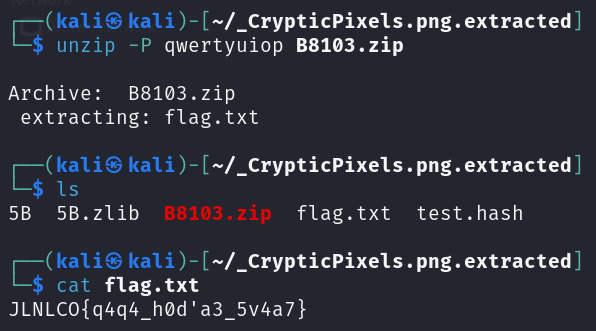 ┌──(kali㉿kali)-[~/_CrypticPixels.png.extracted]
└─$ unzip -P qwertyuiop B8103.zip
Archive:  B8103.zip
 extracting: flag.txt
┌──(kali㉿kali)-[~/_CrypticPixels.png.extracted]
└─$ ls
5B  5B.zlib  B8103.zip  flag.txt  test.hash
┌──(kali㉿kali)-[~/_CrypticPixels.png.extracted]
└─$ cat flag.txt
JLNLCO{q4q4_h0d'a3_5v4a7}